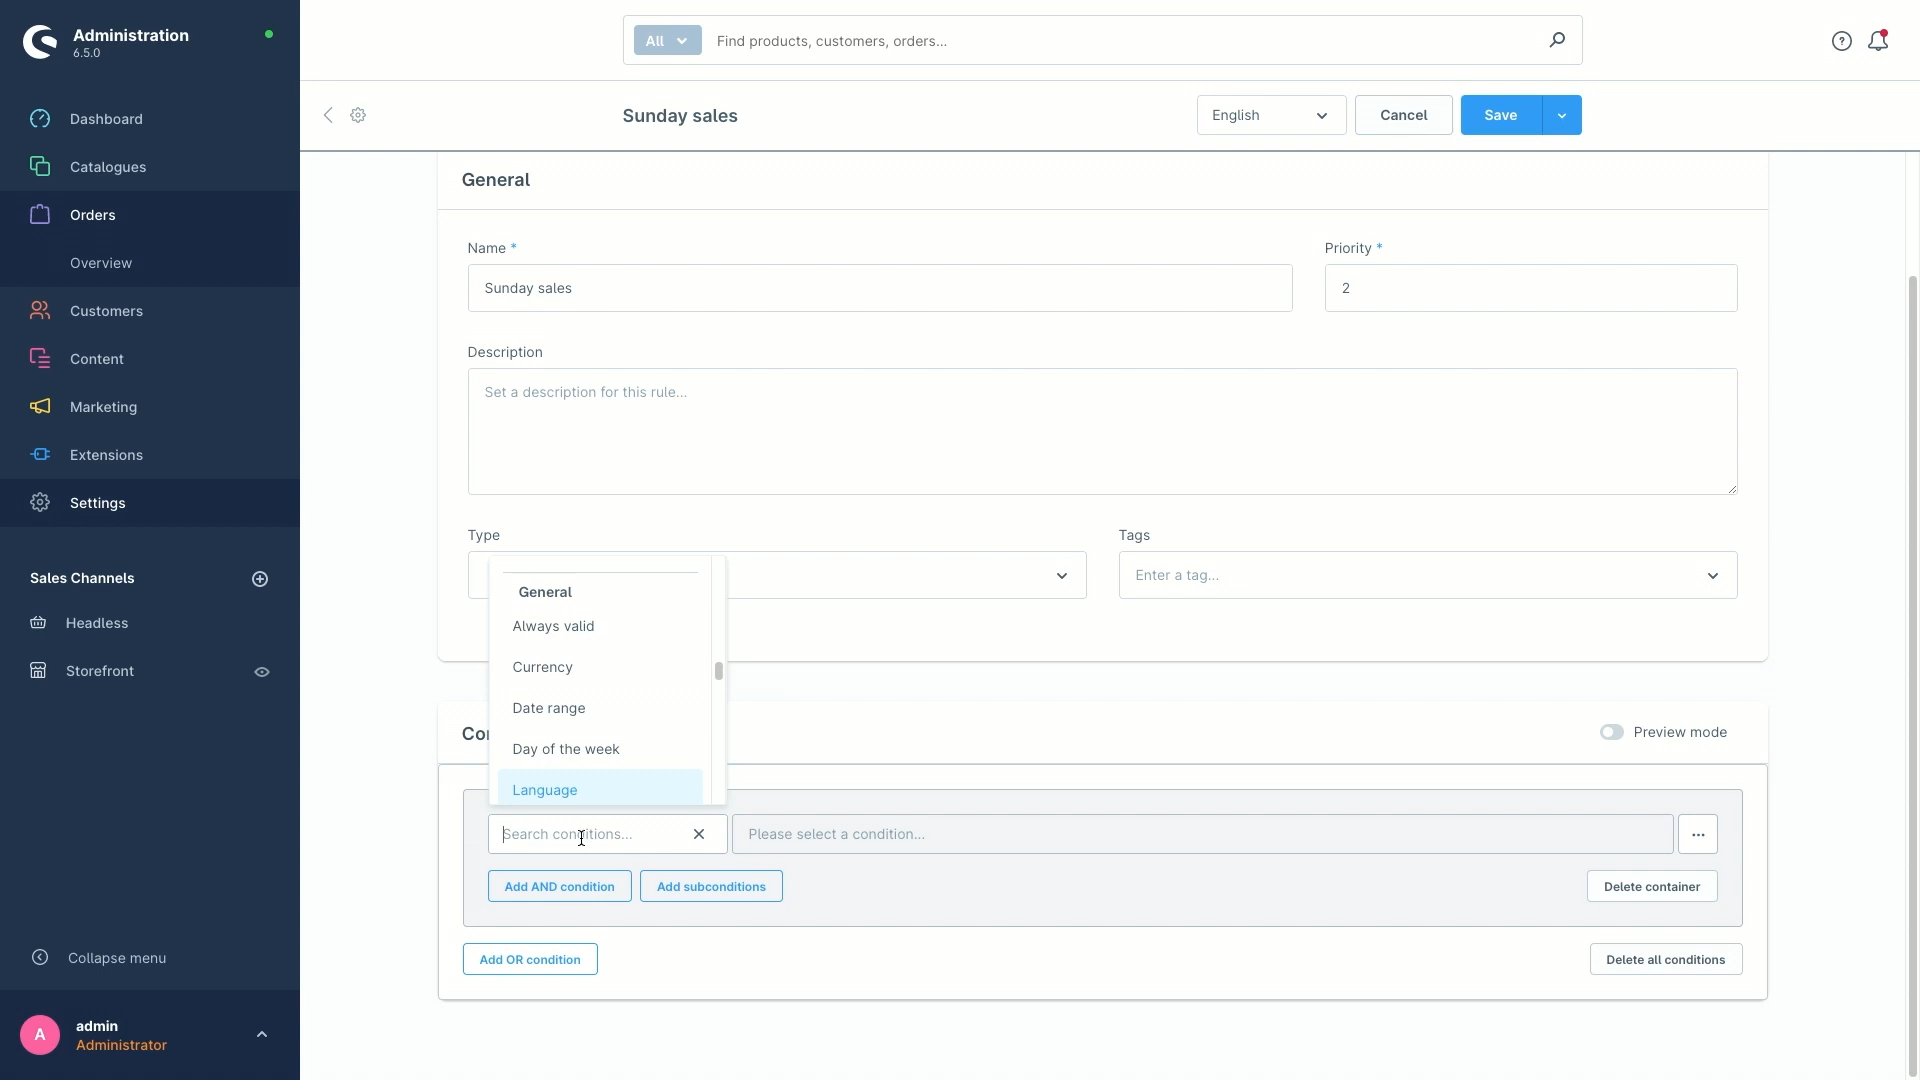 Administration
6.5.0
Dashboard
Catalogues
Orders
Overview
Customers
Content
Marketing
Extensions
Settings
Sales Channels
Headless
Storefront
Collapse menu
A
admin
Administrator
All
Find products, customers, orders...
Sunday sales
English
Cancel
Save
General
Name *
Priority *
Sunday sales
2
Description
Set a description for this rule...
Type
Tags
Enter a tag...
General
Always valid
Currency
Date range
Day of the week
Language
Preview mode
Search conditions...
Please select a condition...
Add AND condition
Add subconditions
Delete container
Add OR condition
Delete all conditions